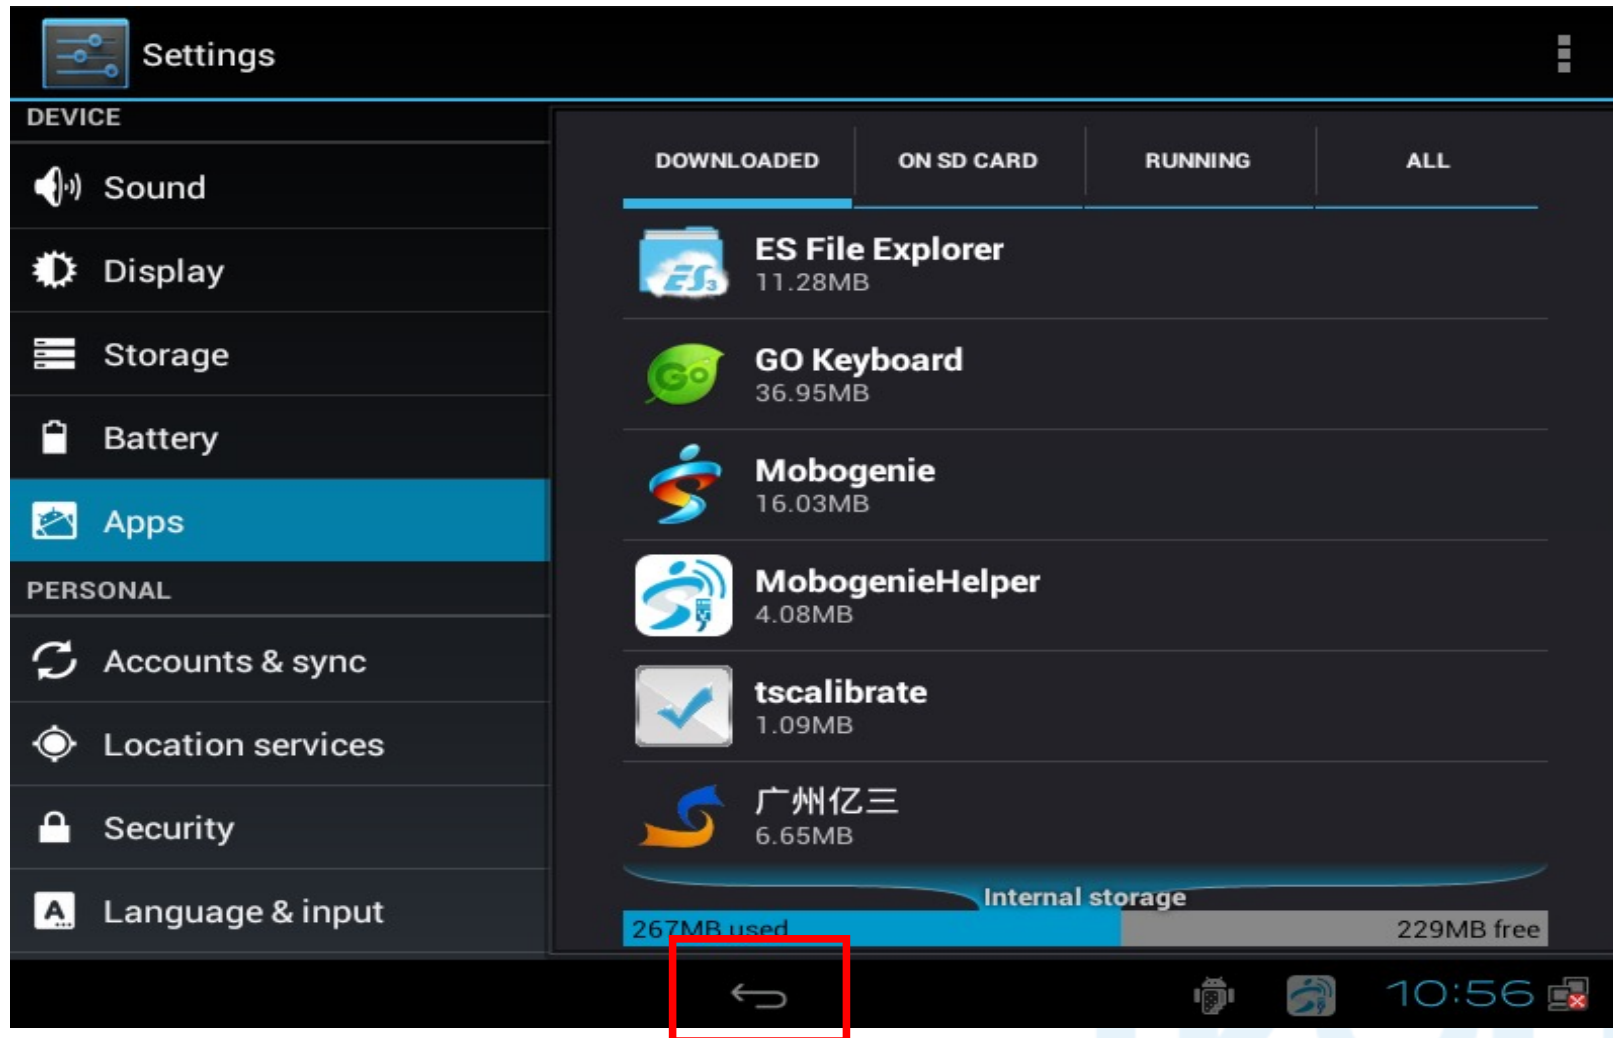 Settings
DEVICE
Sound
Display
Storage
Battery
Apps
PERSONAL
Accounts & sync
Location services
Security
Language & input
DOWNLOADED
ON SD CARD
RUNNING
ALL
ES File Explorer
11.28MB
GO Keyboard
36.95MB
Mobogenie
16.03MB
MobogenieHelper
4.08MB
tscalibrate
1.09MB
广州亿三
6.65MB
Internal storage
267MB used
229MB free
10:56